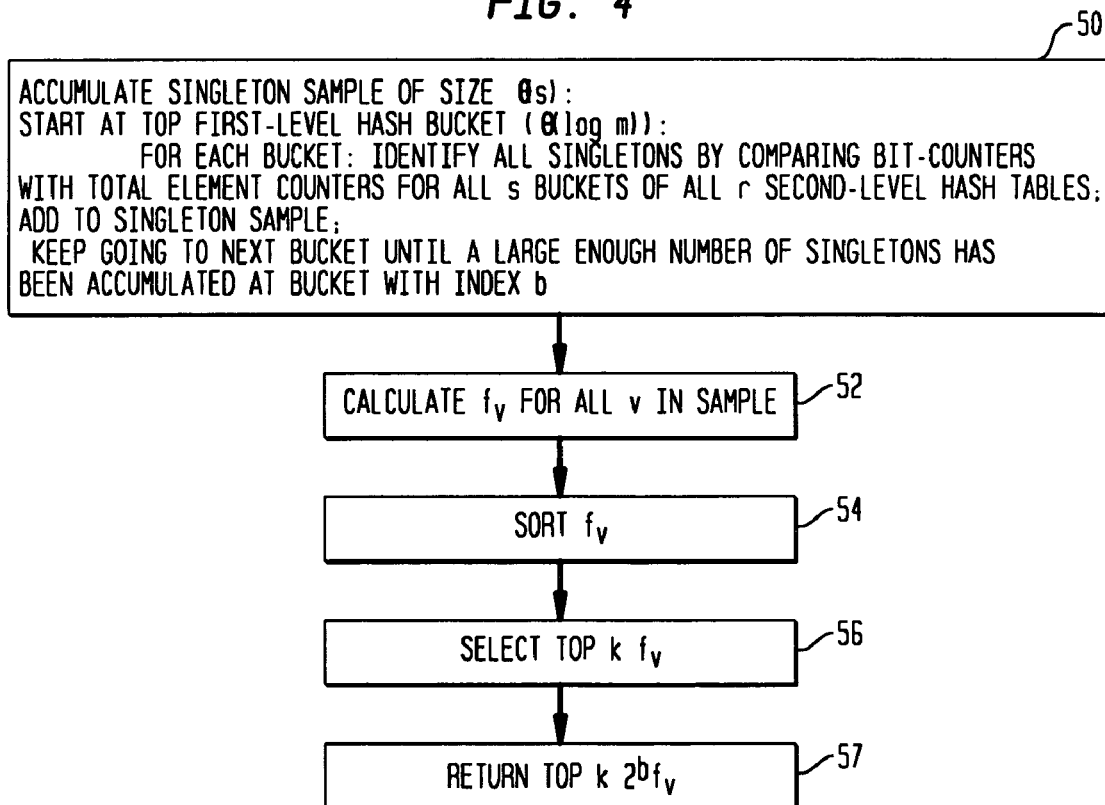 FIG. 4
50
ACCUMULATE SINGLETON SAMPLE OF SIZE θ(s):
START AT TOP FIRST-LEVEL HASH BUCKET (θ(log m)):
FOR EACH BUCKET: IDENTIFY ALL SINGLETONS BY COMPARING BIT-COUNTERS
WITH TOTAL ELEMENT COUNTERS FOR ALL s BUCKETS OF ALL r SECOND-LEVEL HASH TABLES;
ADD TO SINGLETON SAMPLE;
KEEP GOING TO NEXT BUCKET UNTIL A LARGE ENOUGH NUMBER OF SINGLETONS HAS
BEEN ACCUMULATED AT BUCKET WITH INDEX b
CALCULATE fv FOR ALL v IN SAMPLE
52
SORT fv
54
SELECT TOP k fv
56
RETURN TOP k 2^b fv
57